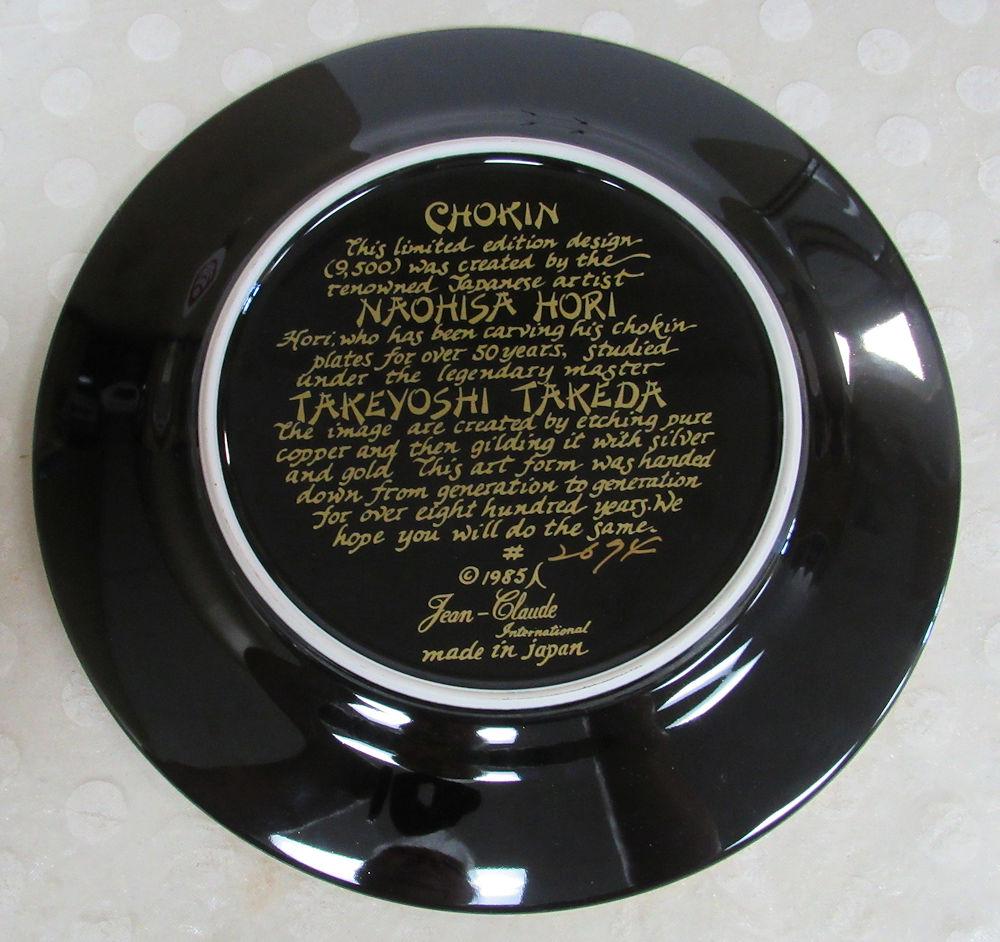 CHOKIN
This limited edition design
(9,500) was created by the
renowned Japanese artist
NAOHISA HORI
Hori, who has been carving his chokin
plates for over 50 years, studied
under the legendary master
TAKEYOSHI TAKEDA
The image are created by etching pure
copper and then gilding it with silver
and gold. This art form was handed
down from generation to generation
for over eight hundred years. We
hope you will do the same.
# 2694
© 1985
Jean-Claude
International
made in japan